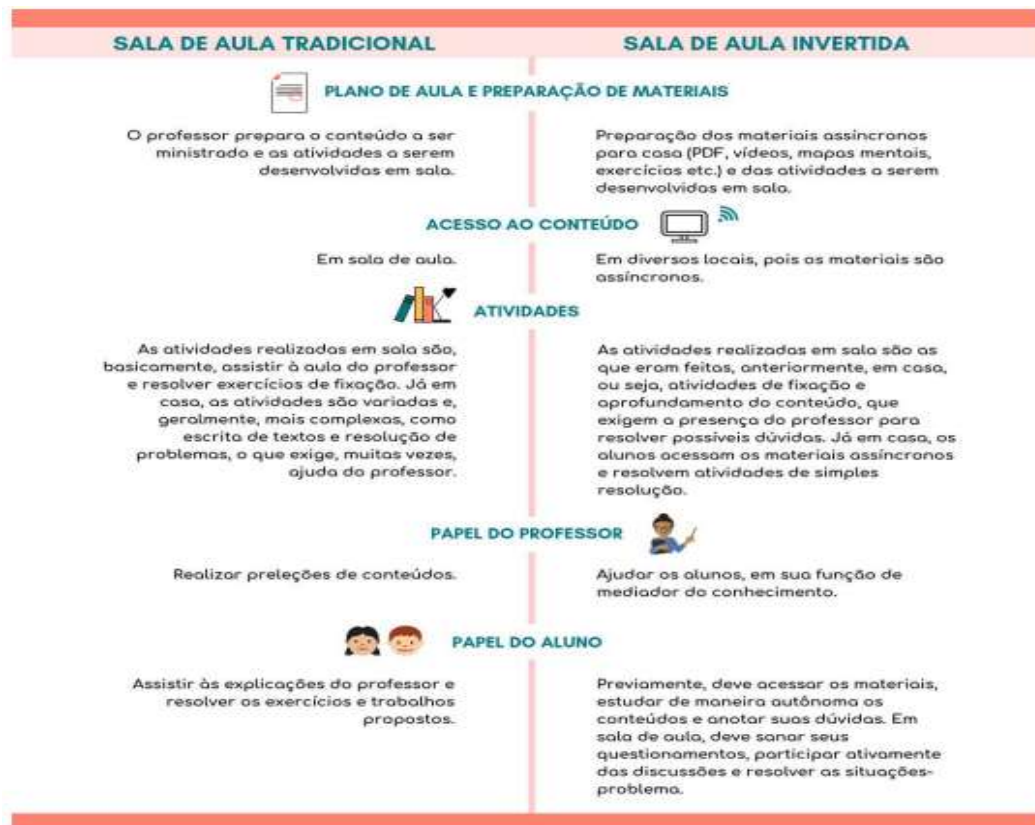 SALA DE AULA TRADICIONAL
SALA DE AULA INVERTIDA
PLANO DE AULA E PREPARAÇÃO DE MATERIAIS
O professor prepara o conteúdo a ser
ministrado e as atividades a serem
desenvolvidas em sala.
Preparação dos materiais assíncronos
para casa (PDF, vídeos, mapas mentais,
exercícios etc.) e das atividades a serem
desenvolvidas em sala.
ACESSO AO CONTEÚDO
Em sala de aula.
Em diversos locais, pois os materiais são
assíncronos.
ATIVIDADES
As atividades realizadas em sala são,
basicamente, assistir à aula do professor
e resolver exercícios de fixação. Já em
casa, as atividades são variadas e,
geralmente, mais complexas, como
escrita de textos e resolução de
problemas, o que exige, muitas vezes,
ajuda do professor.
As atividades realizadas em sala são as
que eram feitas, anteriormente, em casa,
ou seja, atividades de fixação e
aprofundamento do conteúdo, que
exigem a presença do professor para
resolver possíveis dúvidas. Já em casa, os
alunos acessam os materiais assíncronos
e resolvem atividades de simples
resolução.
PAPEL DO PROFESSOR
Realizar preleções de conteúdos.
Ajudar os alunos, em sua função de
mediador do conhecimento.
PAPEL DO ALUNO
Assistir às explicações do professor e
resolver os exercícios e trabalhos
propostos.
Previamente, deve acessar os materiais,
estudar de maneira autônoma os
conteúdos e anotar suas dúvidas. Em
sala de aula, deve sanar seus
questionamentos, participar ativamente
das discussões e resolver as situações-
problema.